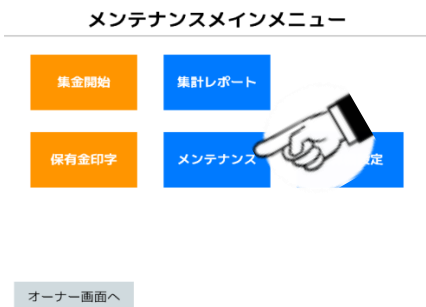 メンテナンスメインメニュー
集金開始
集計レポート
保有金印字
メンテナンス
定
オーナー画面へ